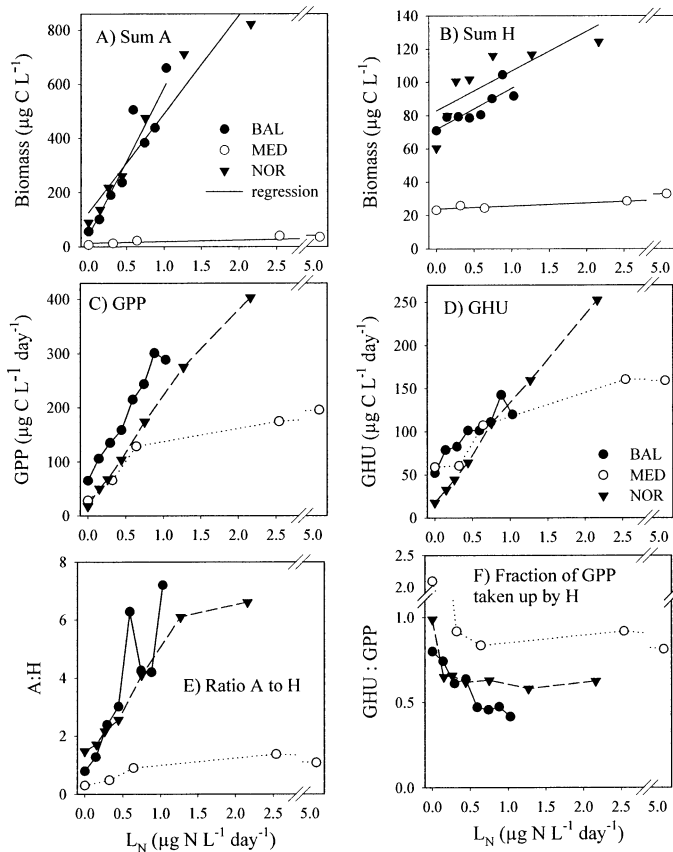 A) Sum A
Biomass (µg C L⁻¹)
800
600
400
200
0
BAL
MED
NOR
regression
0.0 0.5 1.0 1.5 2.0 2.5 5.0
B) Sum H
Biomass (µg C L⁻¹)
140
120
100
80
60
40
20
0
0.0 0.5 1.0 1.5 2.0 2.5 5.0
C) GPP
GPP (µg C L⁻¹ day⁻¹)
400
300
200
100
0
0.0 0.5 1.0 1.5 2.0 2.5 5.0
D) GHU
GHU (µg C L⁻¹ day⁻¹)
250
200
150
100
50
0
BAL
MED
NOR
0.0 0.5 1.0 1.5 2.0 2.5 5.0
E) Ratio A to H
A:H
8
6
4
2
0
0.0 0.5 1.0 1.5 2.0 2.5 5.0
L_N (µg N L⁻¹ day⁻¹)
F) Fraction of GPP
taken up by H
GHU : GPP
2.5
2.0
1.0
0.5
0.0
0.0 0.5 1.0 1.5 2.0 2.5 5.0
L_N (µg N L⁻¹ day⁻¹)